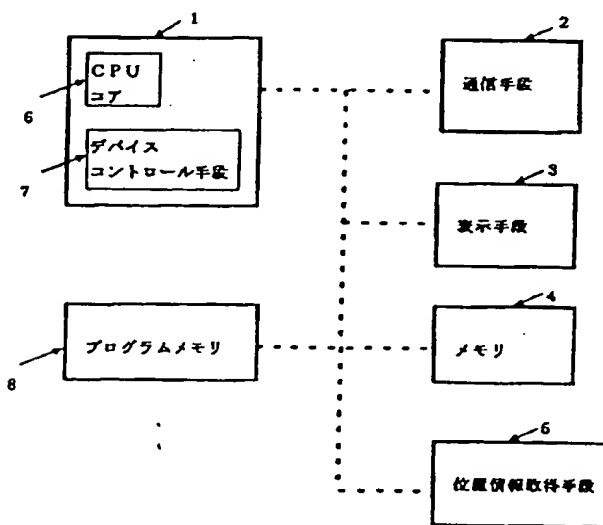 1
CPU
コア
6
デバイス
コントロール手段
7
プログラムメモリ
8
2
通信手段
3
表示手段
4
メモリ
5
位置情報取得手段